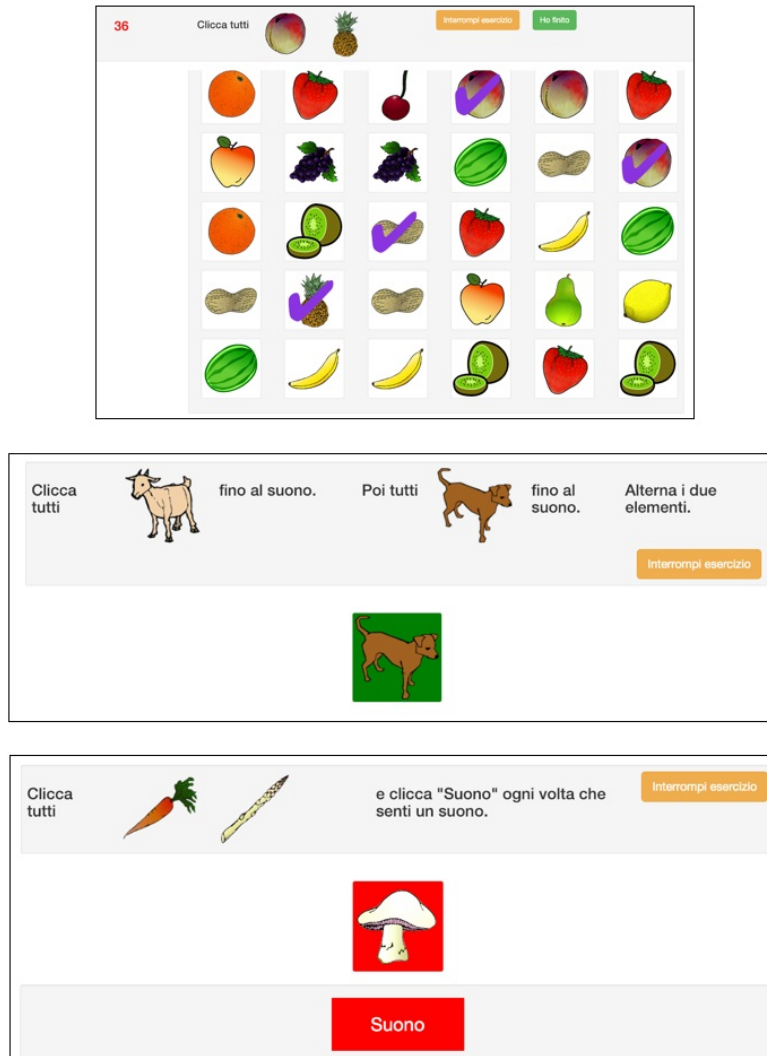 36
Clicca tutti
Interrompi esercizio
Ho finito
Clicca
tutti
fino al suono.
Poi tutti
fino al
suono.
Alterna i due
elementi.
Interrompi esercizio
Clicca
tutti
e clicca "Suono" ogni volta che
senti un suono.
Interrompi esercizio
Suono